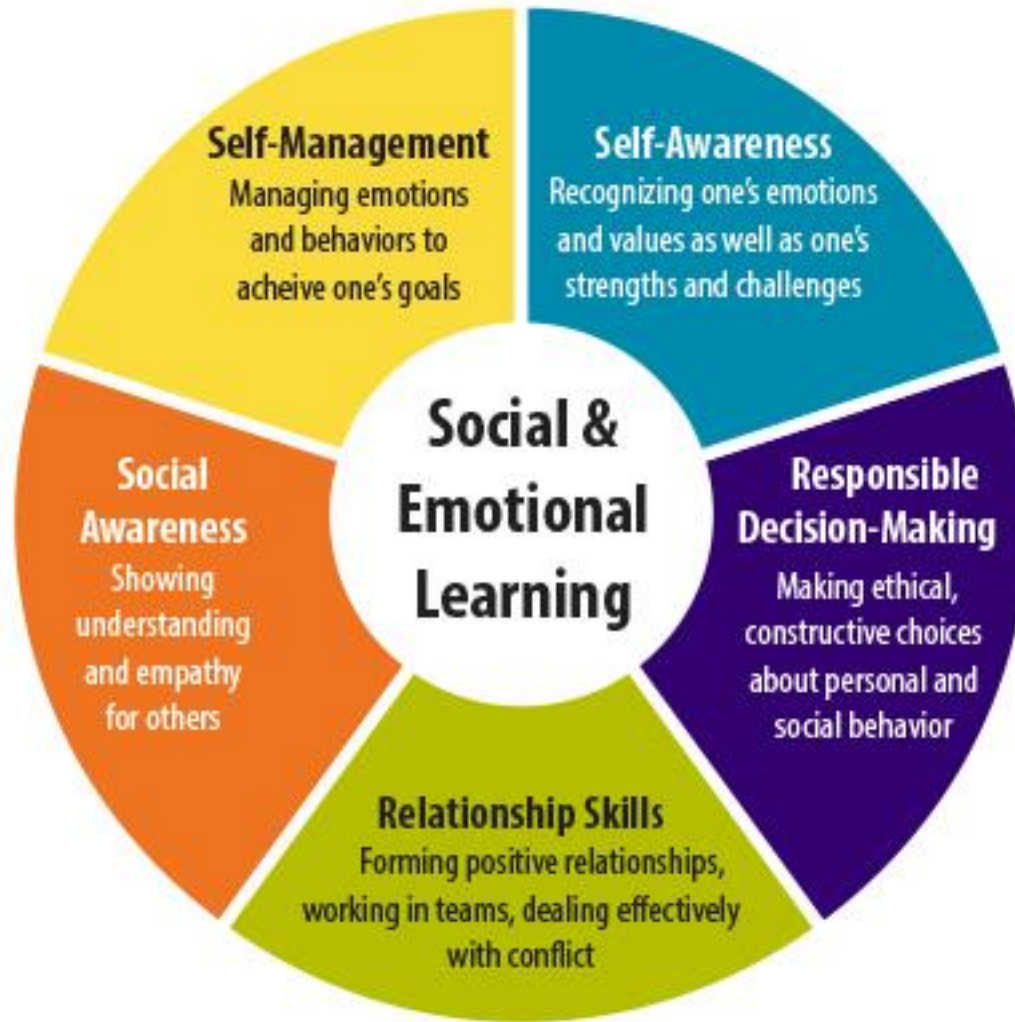 Self-Management
Managing emotions
and behaviors to
acheive one's goals
Self-Awareness
Recognizing one's emotions
and values as well as one's
strengths and challenges
Social &
Emotional
Learning
Social
Awareness
Showing
understanding
and empathy
for others
Responsible
Decision-Making
Making ethical,
constructive choices
about personal and
social behavior
Relationship Skills
Forming positive relationships,
working in teams, dealing effectively
with conflict